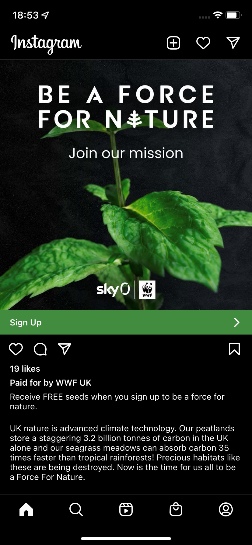 18:53
Instagram
BE A FORCE
FOR NATURE
Join our mission
sky
WWF
Sign Up
19 likes
Paid for by WWF UK
Receive FREE seeds when you sign up to be a force for
nature.
UK nature is advanced climate technology. Our peatlands
store a staggering 3.2 billion tonnes of carbon in the UK
alone and our seagrass meadows can absorb carbon 35
times faster than tropical rainforests! Precious habitats like
these are being destroyed. Now is the time for us all to be
a Force For Nature.